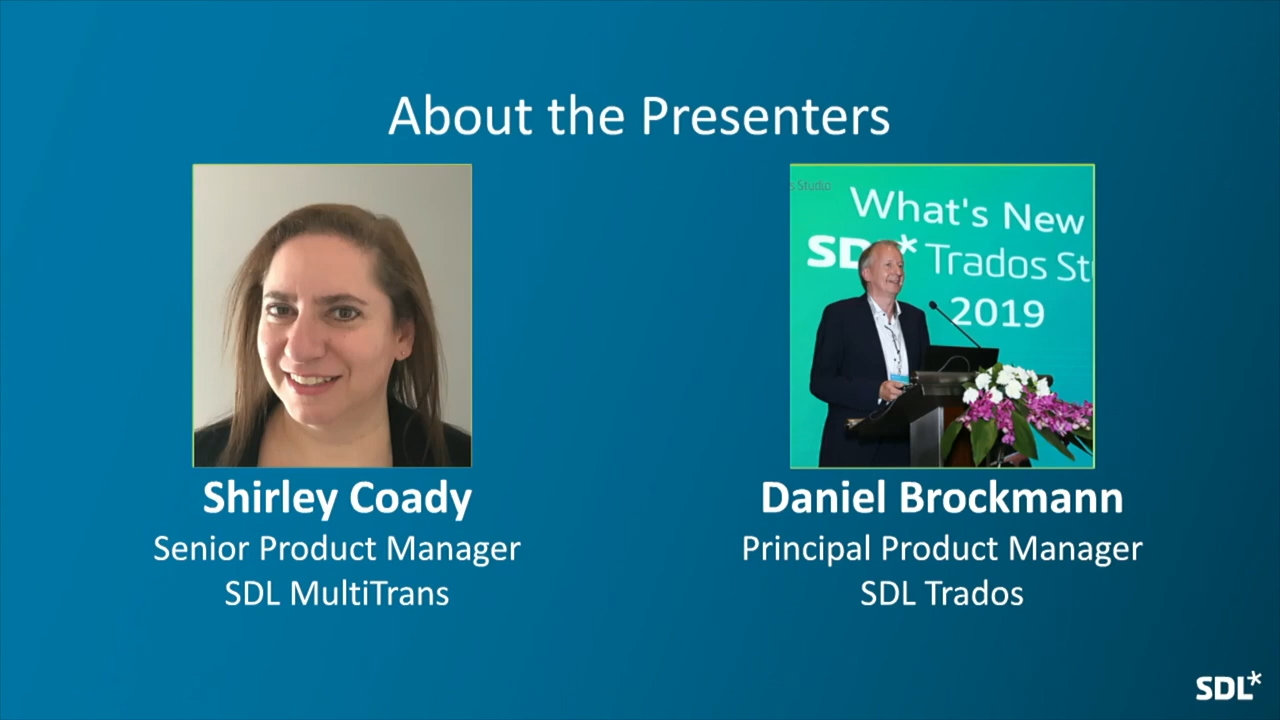 About the Presenters
s Studio
What's New
SDL* Trados St
2019
Shirley Coady
Senior Product Manager
SDL MultiTrans
Daniel Brockmann
Principal Product Manager
SDL Trados
SDL*